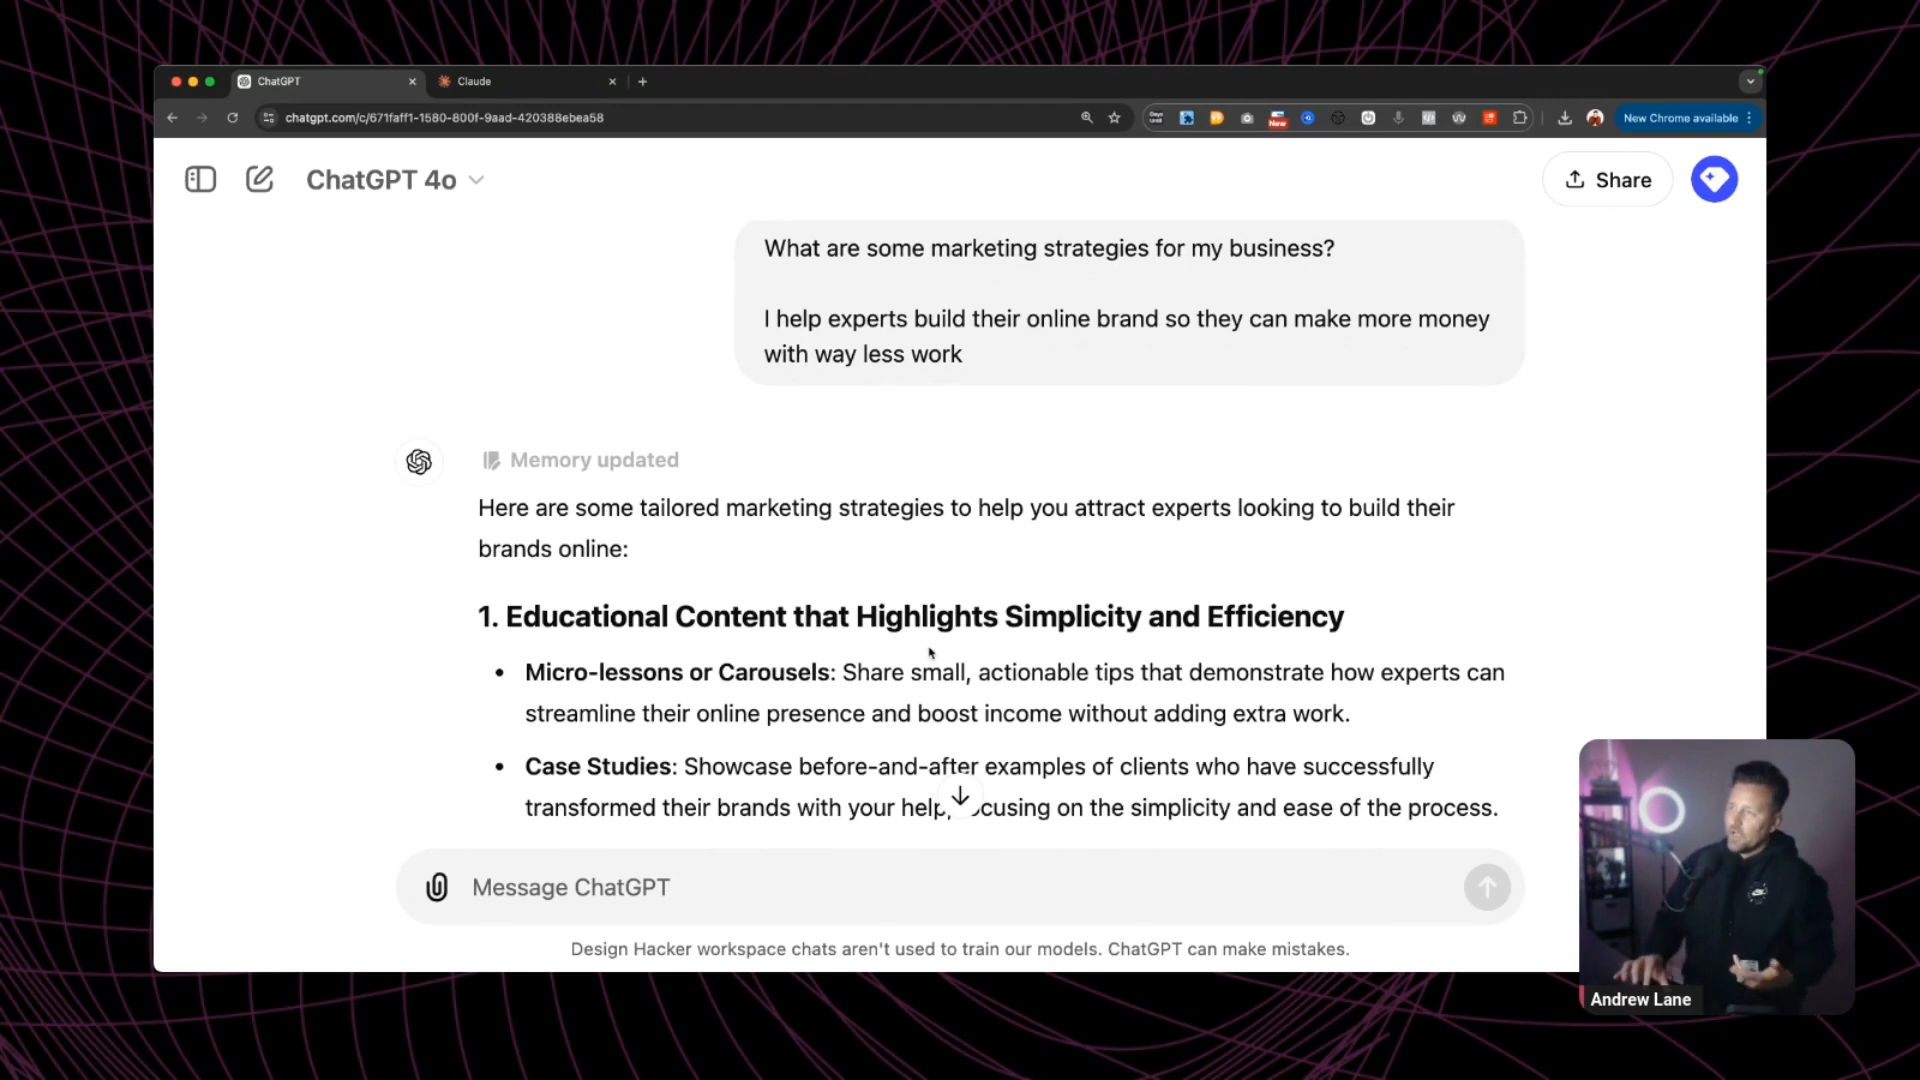 ChatGPT
Claude
chatgpt.com/c/671faff1-1580-800f-9aad-420388ebea58
New
New Chrome available
ChatGPT 4o
Share
What are some marketing strategies for my business?
I help experts build their online brand so they can make more money
with way less work
Memory updated
Here are some tailored marketing strategies to help you attract experts looking to build their
brands online:
1. Educational Content that Highlights Simplicity and Efficiency
• Micro-lessons or Carousels: Share small, actionable tips that demonstrate how experts can
streamline their online presence and boost income without adding extra work.
• Case Studies: Showcase before-and-after examples of clients who have successfully
transformed their brands with your help, ocusing on the simplicity and ease of the process.
Message ChatGPT
Design Hacker workspace chats aren't used to train our models. ChatGPT can make mistakes.
Andrew Lane